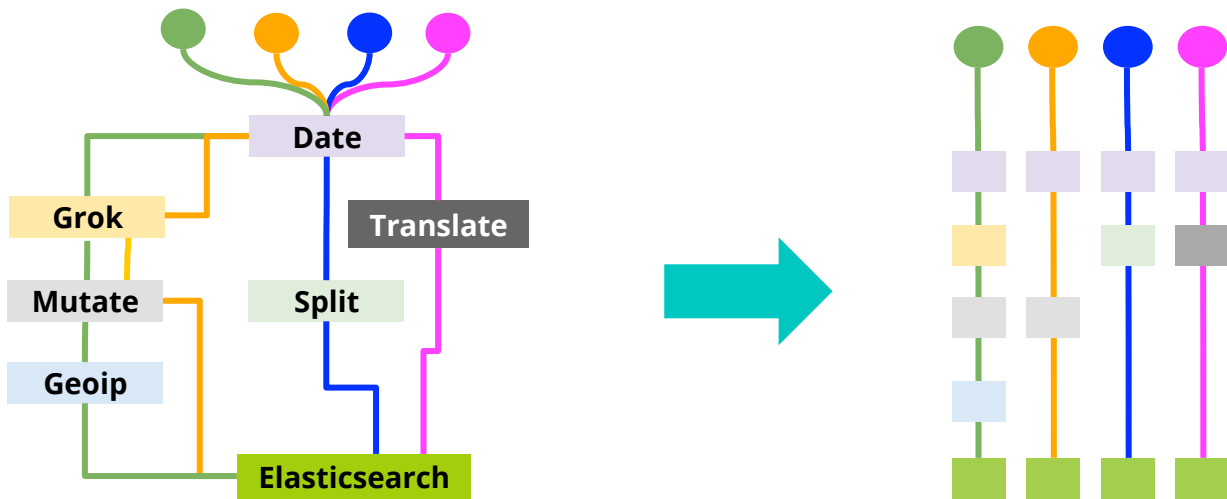 Date
Grok
Translate
Mutate
Split
Geoip
Elasticsearch